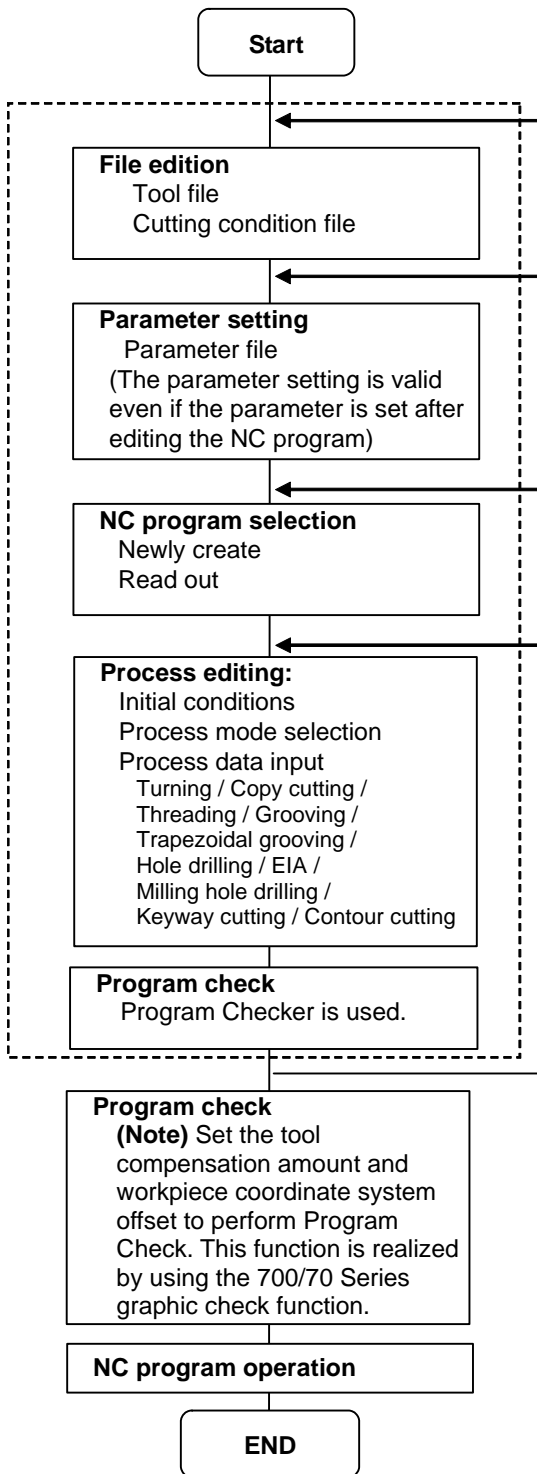 Start
File edition
Tool file
Cutting condition file
Parameter setting
Parameter file
(The parameter setting is valid
even if the parameter is set after
editing the NC program)
NC program selection
Newly create
Read out
Process editing:
Initial conditions
Process mode selection
Process data input
Turning / Copy cutting /
Threading / Grooving /
Trapezoidal grooving /
Hole drilling / EIA /
Milling hole drilling /
Keyway cutting / Contour cutting
Program check
Program Checker is used.
Program check
(Note) Set the tool
compensation amount and
workpiece coordinate system
offset to perform Program
Check. This function is realized
by using the 700/70 Series
graphic check function.
NC program operation
END